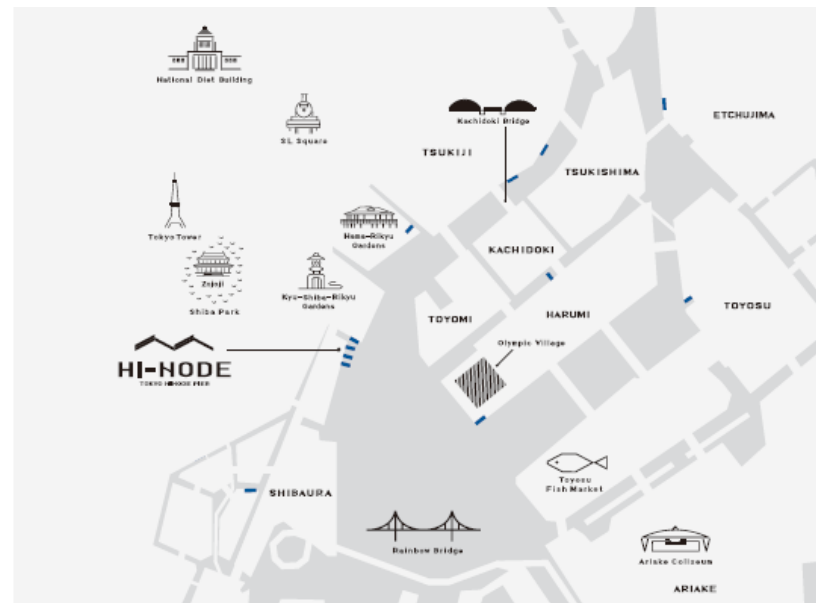 National Diet Building
SL Square
Kachidoki Bridge
ETCHUJIMA
TSUKIJI
TSUKISHIMA
Tokyo Tower
Hama-Rikyu
Gardens
KACHIDOKI
Zojoji
Shiba Park
Kyu-Shiba-Rikyu
Gardens
TOYOMI
HARUMI
TOYOSU
Olympic Village
HI-NODE
TOKYO HI-NODE PIER
Toyosu
Fish Market
SHIBAURA
Rainbow Bridge
Ariake Coliseum
ARIAKE